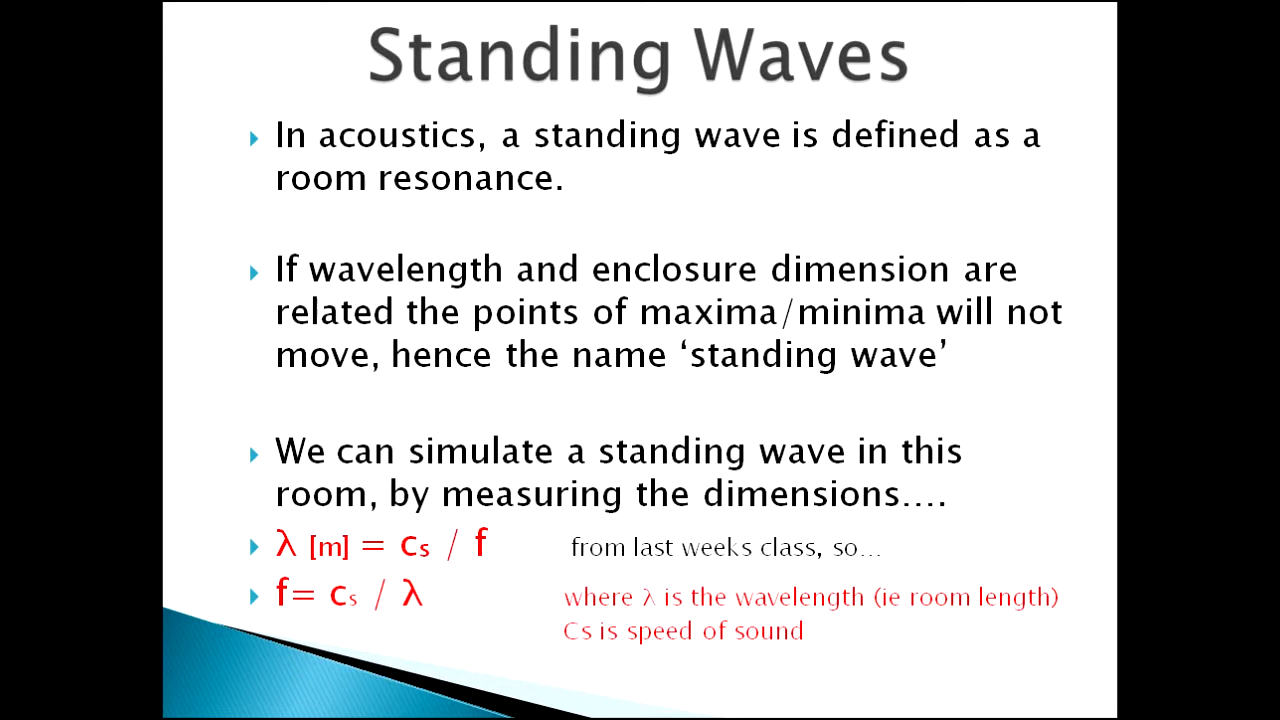 Standing Waves
In acoustics, a standing wave is defined as a
room resonance.
If wavelength and enclosure dimension are
related the points of maxima/minima will not
move, hence the name ‘standing wave’
We can simulate a standing wave in this
room, by measuring the dimensions....
λ [m] = cs / f from last weeks class, so...
f= cs / λ where λ is the wavelength (ie room length)
Cs is speed of sound